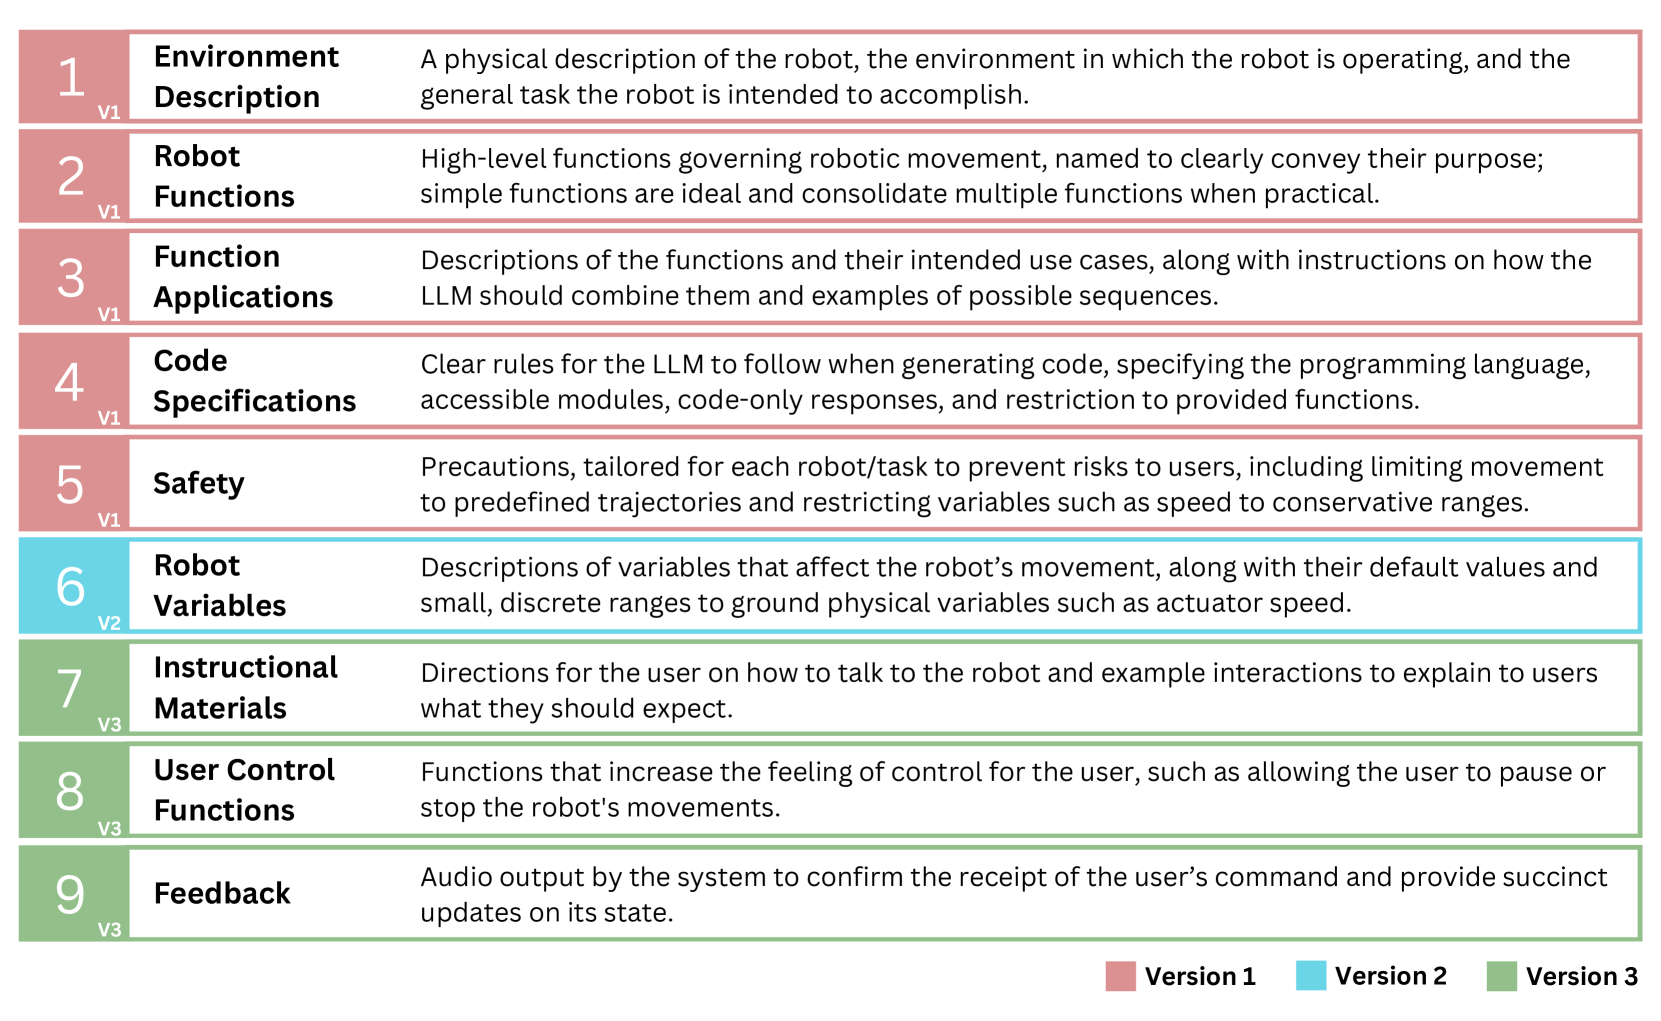 1
V1
Environment
Description
A physical description of the robot, the environment in which the robot is operating, and the
general task the robot is intended to accomplish.
2
V1
Robot
Functions
High-level functions governing robotic movement, named to clearly convey their purpose;
simple functions are ideal and consolidate multiple functions when practical.
3
V1
Function
Applications
Descriptions of the functions and their intended use cases, along with instructions on how the
LLM should combine them and examples of possible sequences.
4
V1
Code
Specifications
Clear rules for the LLM to follow when generating code, specifying the programming language,
accessible modules, code-only responses, and restriction to provided functions.
5
V1
Safety
Precautions, tailored for each robot/task to prevent risks to users, including limiting movement
to predefined trajectories and restricting variables such as speed to conservative ranges.
6
V2
Robot
Variables
Descriptions of variables that affect the robot’s movement, along with their default values and
small, discrete ranges to ground physical variables such as actuator speed.
7
V3
Instructional
Materials
Directions for the user on how to talk to the robot and example interactions to explain to users
what they should expect.
8
V3
User Control
Functions
Functions that increase the feeling of control for the user, such as allowing the user to pause or
stop the robot's movements.
9
V3
Feedback
Audio output by the system to confirm the receipt of the user’s command and provide succinct
updates on its state.
Version 1
Version 2
Version 3